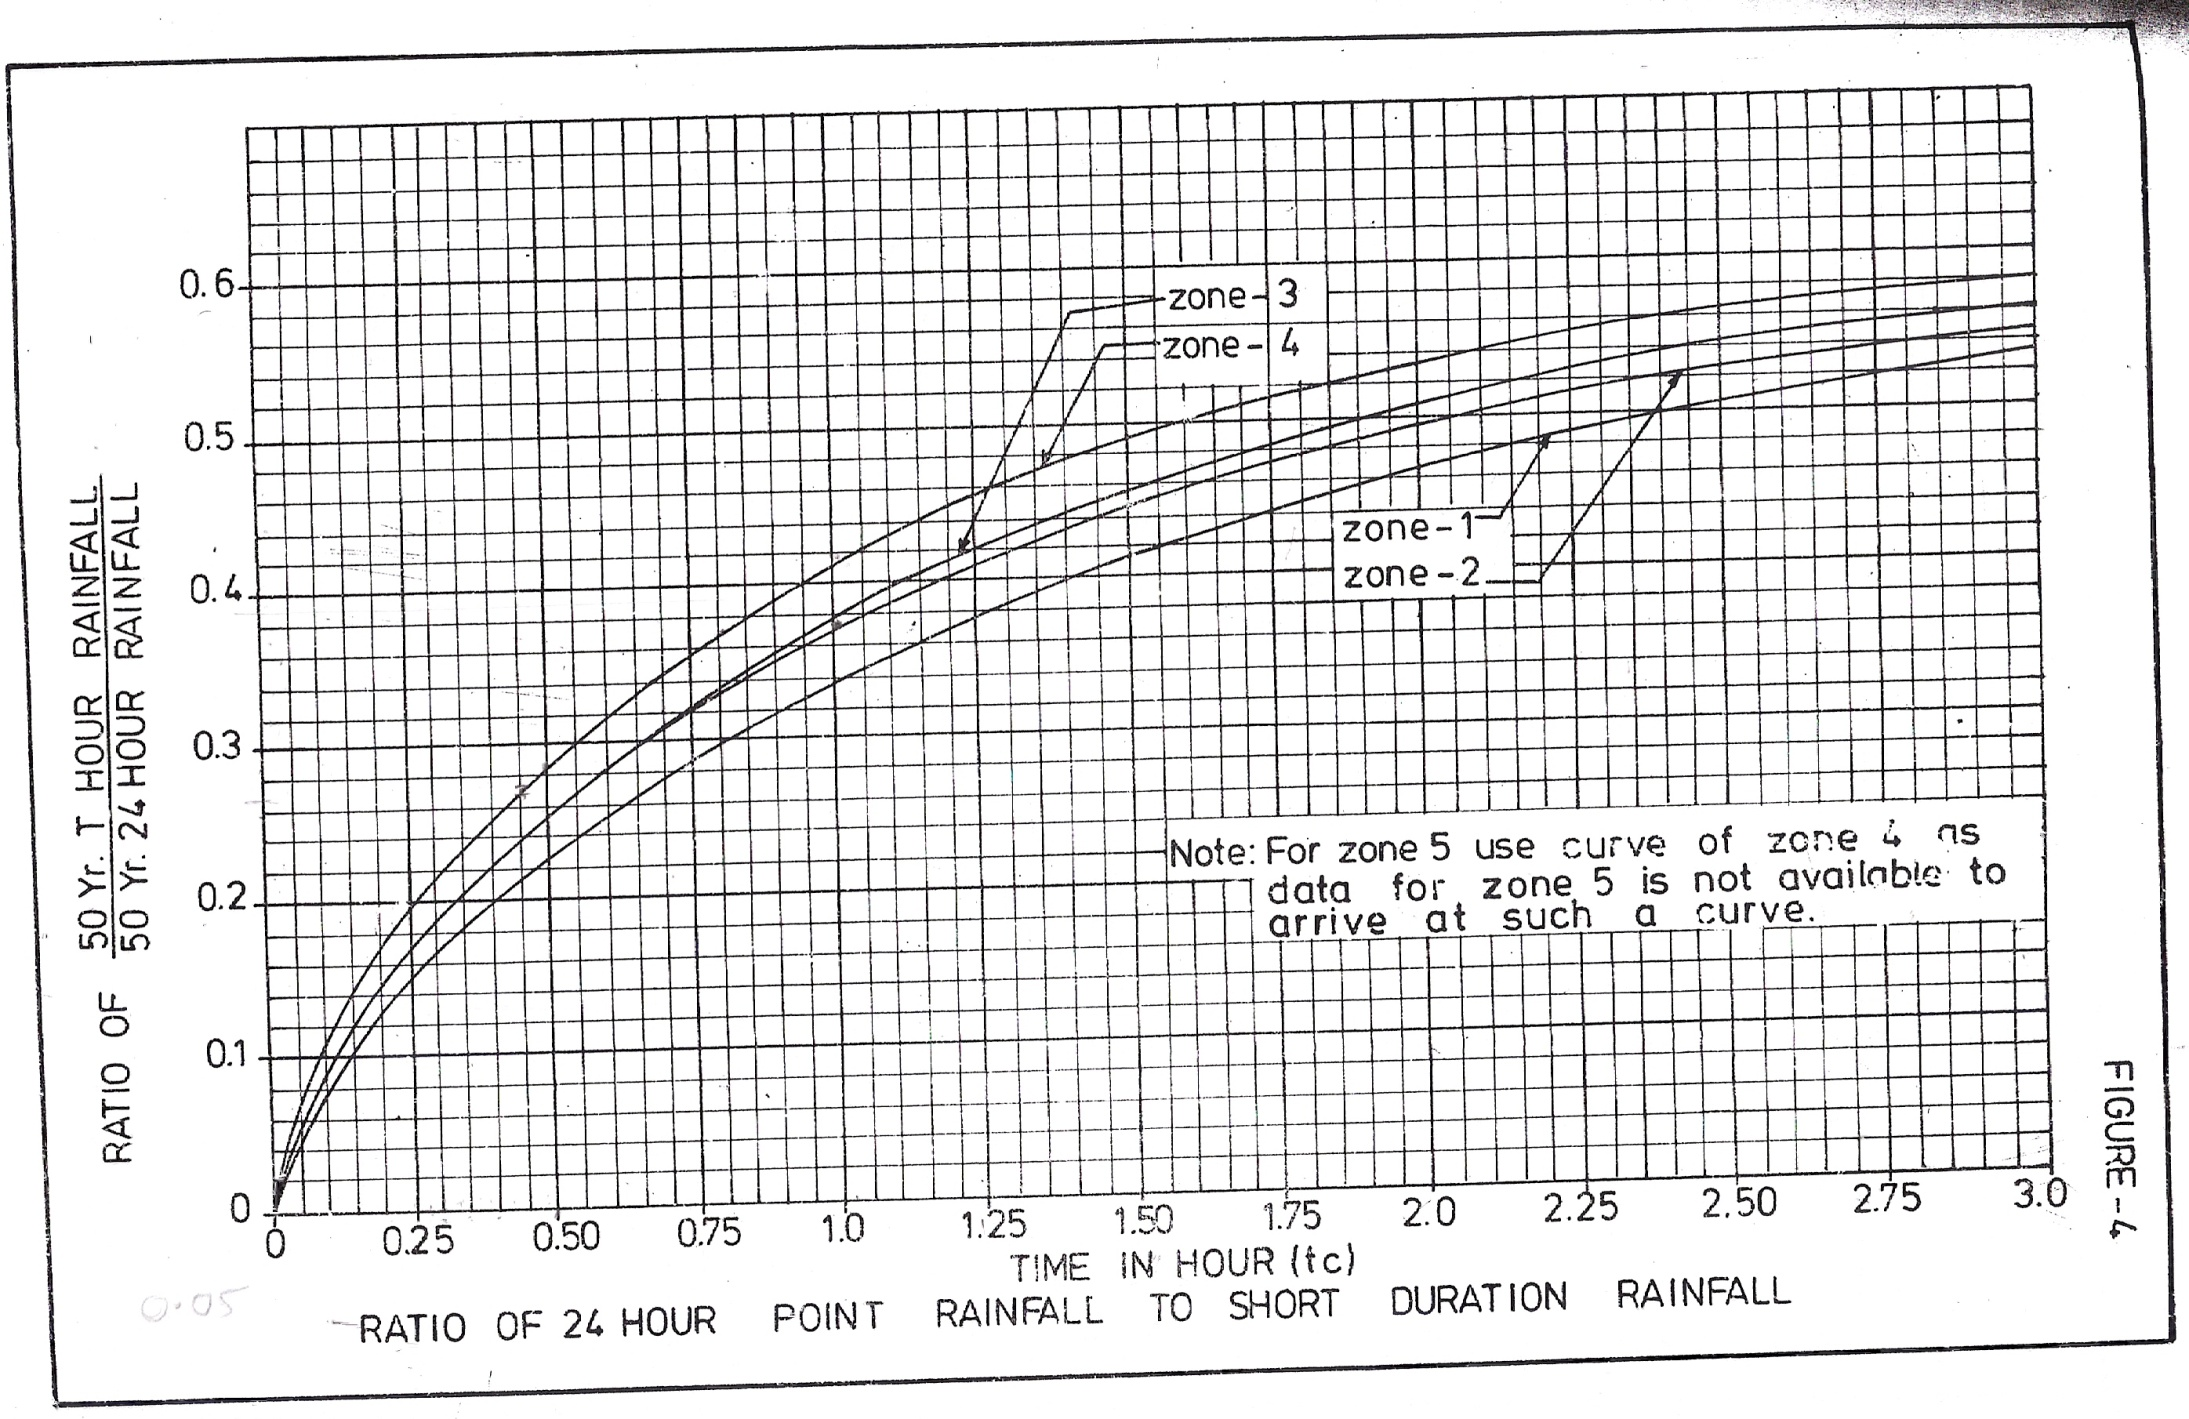 0.6
0.5
0.4
0.3
0.2
0.1
0
RATIO OF 50 Yr. T HOUR RAINFALL
50 Yr. 24 HOUR RAINFALL
zone-3
zone-4
zone-1
zone-2
Note: For zone 5 use curve of zone 4 as
data for zone 5 is not available to
arrive at such a curve.
0 0.25 0.50 0.75 1.0 1.25 1.50 1.75 2.0 2.25 2.50 2.75 3.0
TIME IN HOUR (tc)
0.05
RATIO OF 24 HOUR POINT RAINFALL TO SHORT DURATION RAINFALL
FIGURE-4